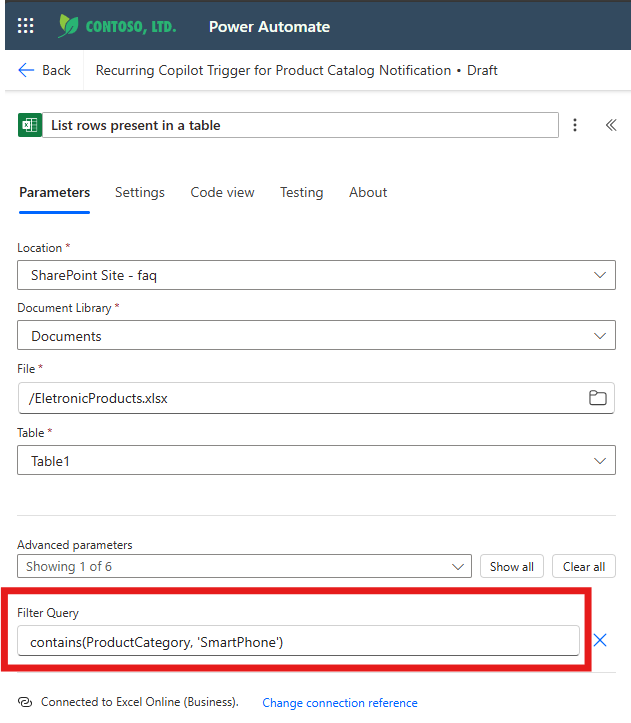 CONTOSO, LTD. Power Automate
Back Recurring Copilot Trigger for Product Catalog Notification • Draft
List rows present in a table
Parameters Settings Code view Testing About
Location *
SharePoint Site - faq
Document Library *
Documents
File *
/EletronicProducts.xlsx
Table *
Table1
Advanced parameters
Showing 1 of 6 Show all Clear all
Filter Query
contains(ProductCategory, 'SmartPhone')
Connected to Excel Online (Business). Change connection reference